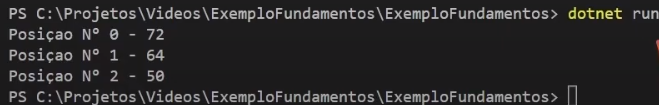 PS C:\Projetos\Videos\ExemploFundamentos\ExemploFundamentos> dotnet run
Posiçao Nº 0 - 72
Posiçao Nº 1 - 64
Posiçao Nº 2 - 50
PS C:\Projetos\Videos\ExemploFundamentos\ExemploFundamentos>